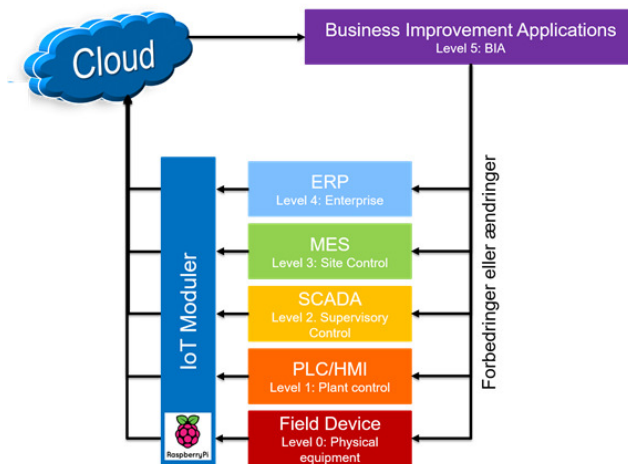 Business Improvement Applications
Level 5: BIA
Cloud
ERP
Level 4: Enterprise
MES
Level 3: Site Control
SCADA
Level 2. Supervisory
Control
PLC/HMI
Level 1: Plant control
Field Device
Level 0: Physical
equipment
IoT Moduler
RaspberryPi
Forbedringer eller ændringer